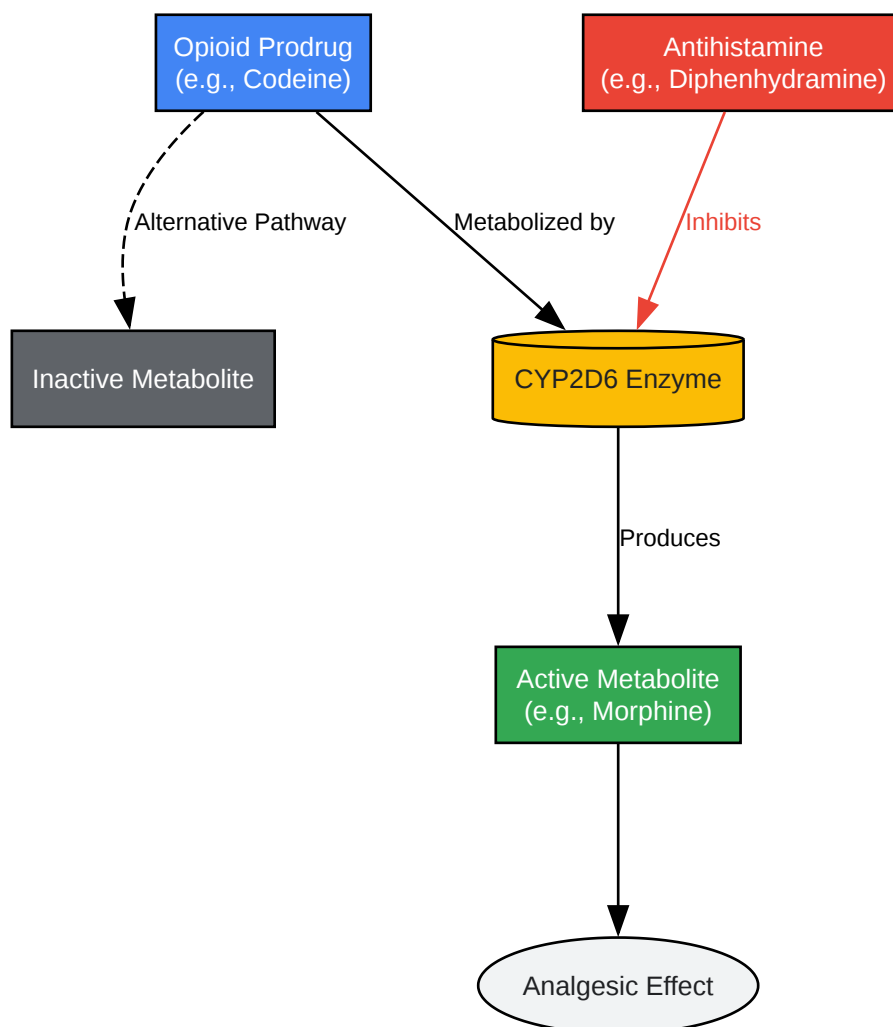 Opioid Prodrug
(e.g., Codeine)
Antihistamine
(e.g., Diphenhydramine)
Alternative Pathway
Metabolized by
Inhibits
Inactive Metabolite
CYP2D6 Enzyme
Produces
Active Metabolite
(e.g., Morphine)
Analgesic Effect